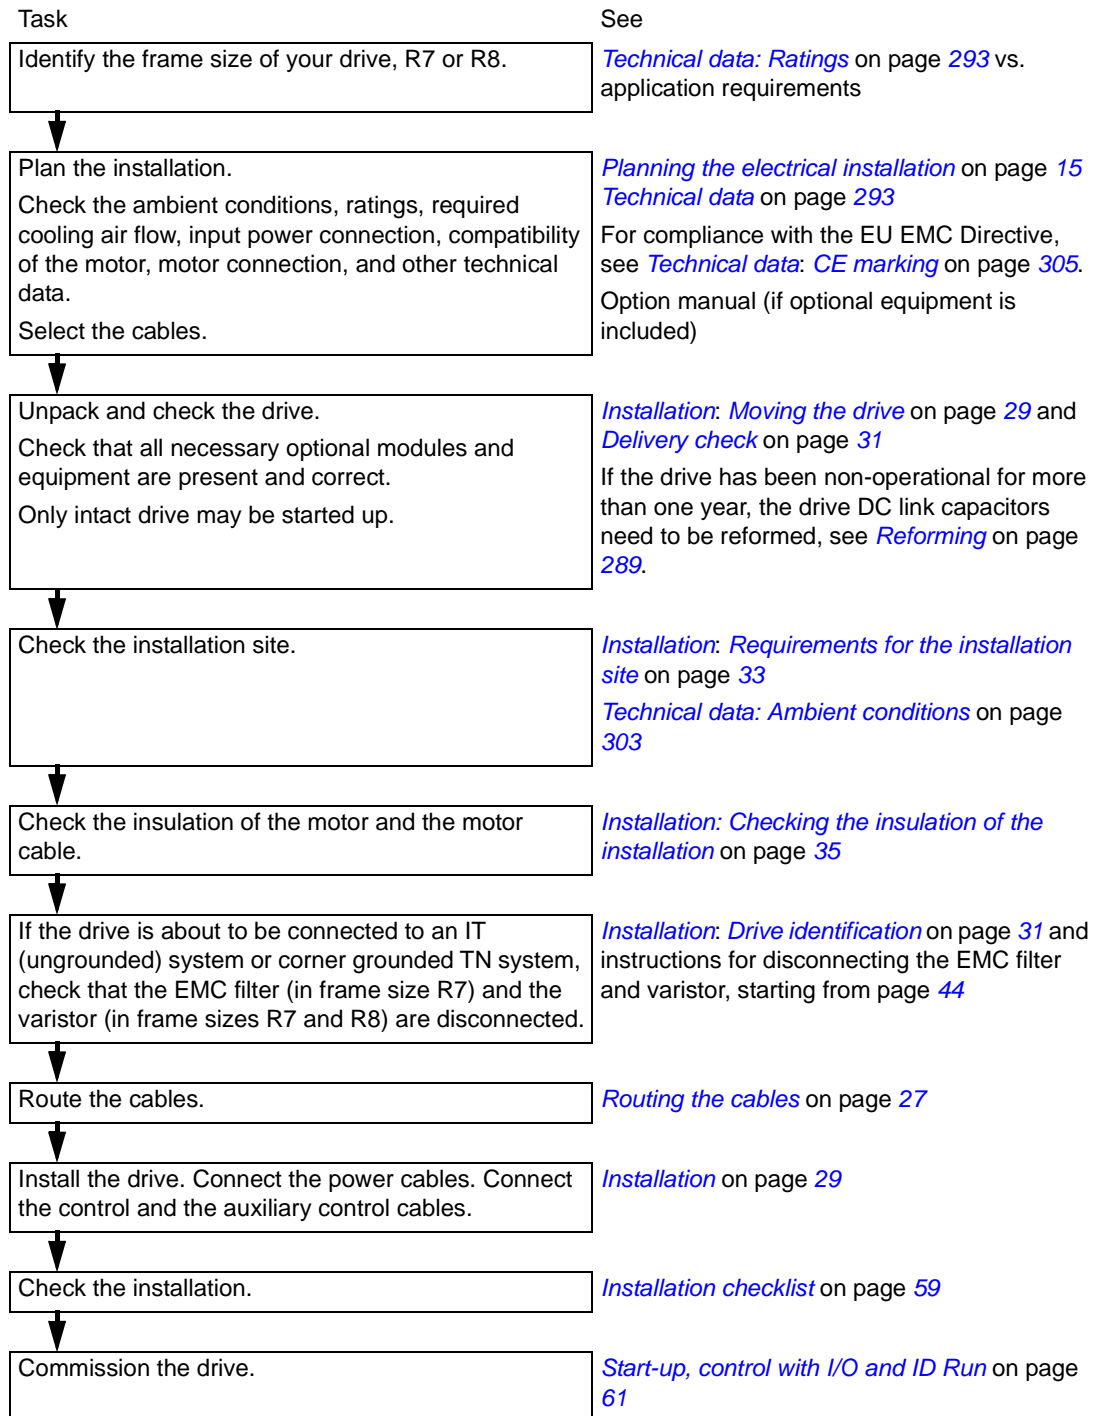 Task
See
Identify the frame size of your drive, R7 or R8.
Technical data: Ratings on page 293 vs.
application requirements
Plan the installation.
Check the ambient conditions, ratings, required
cooling air flow, input power connection, compatibility
of the motor, motor connection, and other technical
data.
Select the cables.
Planning the electrical installation on page 15
Technical data on page 293
For compliance with the EU EMC Directive,
see Technical data: CE marking on page 305.
Option manual (if optional equipment is
included)
Unpack and check the drive.
Check that all necessary optional modules and
equipment are present and correct.
Only intact drive may be started up.
Installation: Moving the drive on page 29 and
Delivery check on page 31
If the drive has been non-operational for more
than one year, the drive DC link capacitors
need to be reformed, see Reforming on page
289.
Check the installation site.
Installation: Requirements for the installation
site on page 33
Technical data: Ambient conditions on page
303
Check the insulation of the motor and the motor
cable.
Installation: Checking the insulation of the
installation on page 35
If the drive is about to be connected to an IT
(ungrounded) system or corner grounded TN system,
check that the EMC filter (in frame size R7) and the
varistor (in frame sizes R7 and R8) are disconnected.
Installation: Drive identification on page 31 and
instructions for disconnecting the EMC filter
and varistor, starting from page 44
Route the cables.
Routing the cables on page 27
Install the drive. Connect the power cables. Connect
the control and the auxiliary control cables.
Installation on page 29
Check the installation.
Installation checklist on page 59
Commission the drive.
Start-up, control with I/O and ID Run on page
61